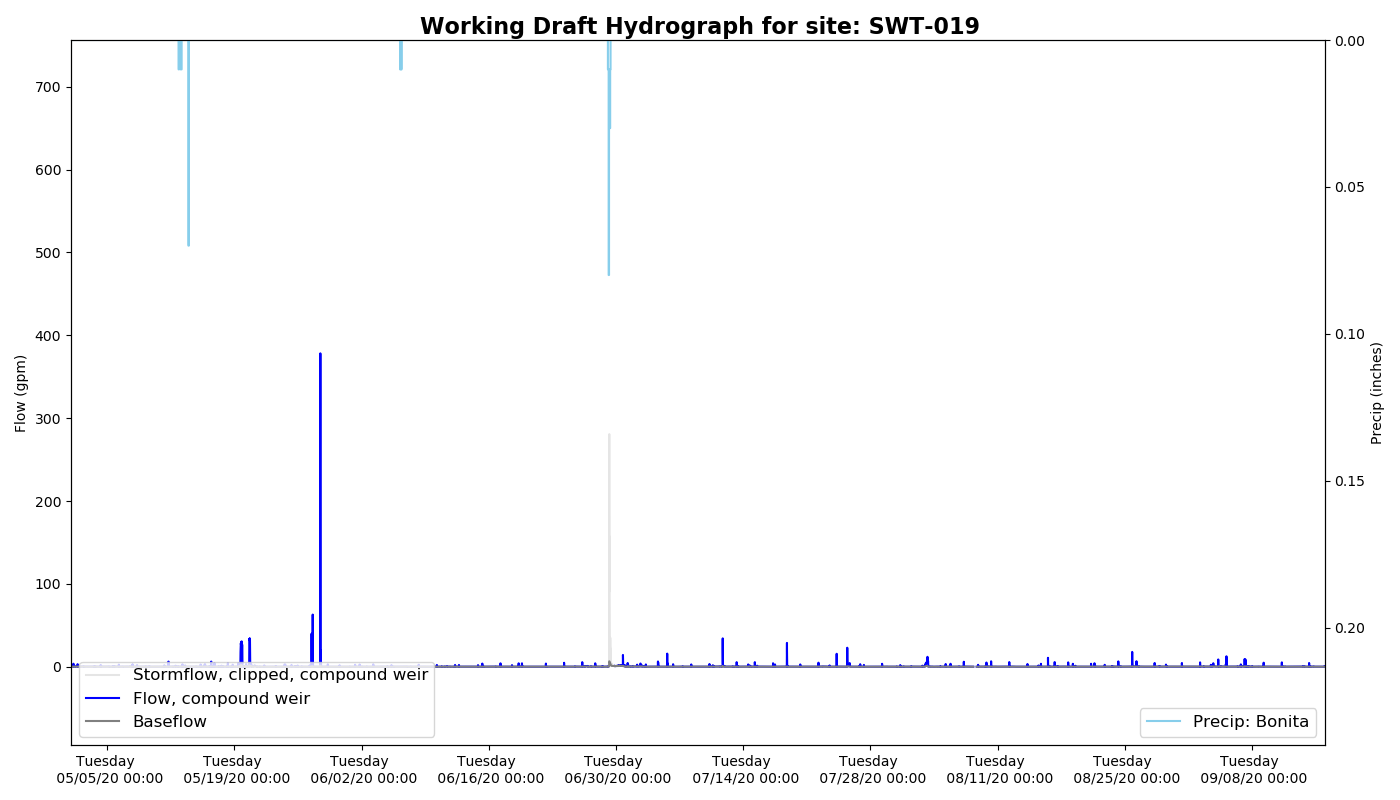 Working Draft Hydrograph for site: SWT-019
700
600
500
400
300
200
100
0
Flow (gpm)
0.00
0.05
0.10
0.15
0.20
Precip (inches)
Stormflow, clipped, compound weir
Flow, compound weir
Baseflow
Precip: Bonita
Tuesday
05/05/20 00:00
Tuesday
05/19/20 00:00
Tuesday
06/02/20 00:00
Tuesday
06/16/20 00:00
Tuesday
06/30/20 00:00
Tuesday
07/14/20 00:00
Tuesday
07/28/20 00:00
Tuesday
08/11/20 00:00
Tuesday
08/25/20 00:00
Tuesday
09/08/20 00:00